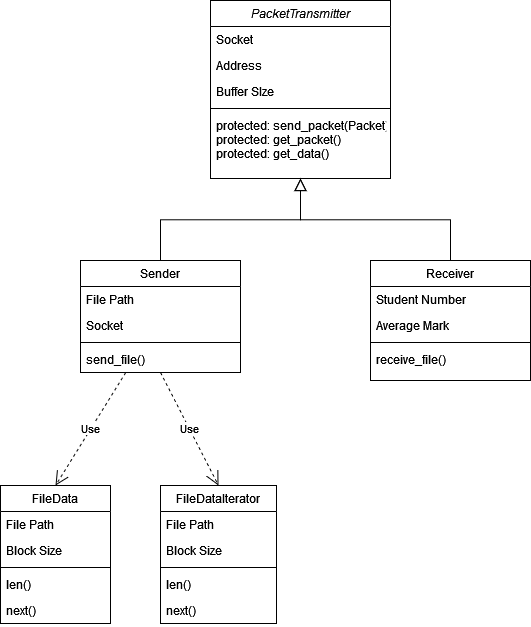 PacketTransmitter
Socket
Address
Buffer SIze
protected: send_packet(Packet)
protected: get_packet()
protected: get_data()
Sender
File Path
Socket
send_file()
Receiver
Student Number
Average Mark
receive_file()
Use
Use
FileData
File Path
Block Size
len()
next()
FileDataIterator
File Path
Block Size
len()
next()